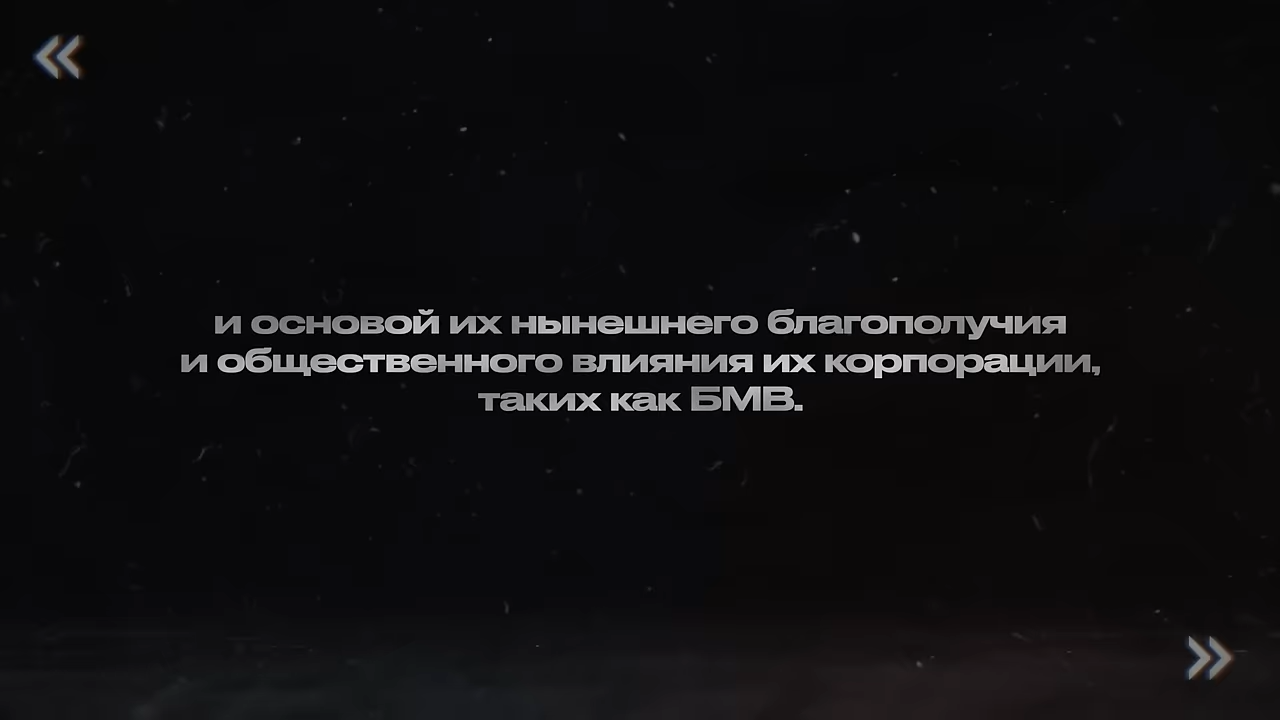 «
и основой их нынешнего благополучия
и общественного влияния их корпорации,
таких как БМВ.
»